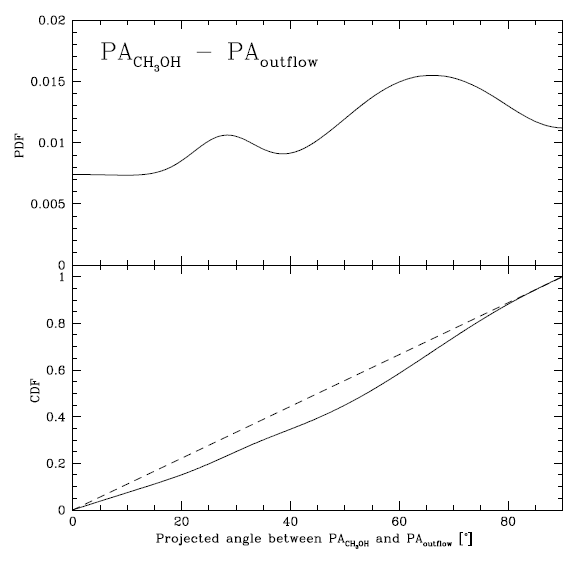 0.02
PA_CH₃OH − PA_outflow
0.015
PDF
0.01
0.005
0
1
0.8
0.6
CDF
0.4
0.2
0
0 20 40 60 80
Projected angle between PA_CH₃OH and PA_outflow [°]